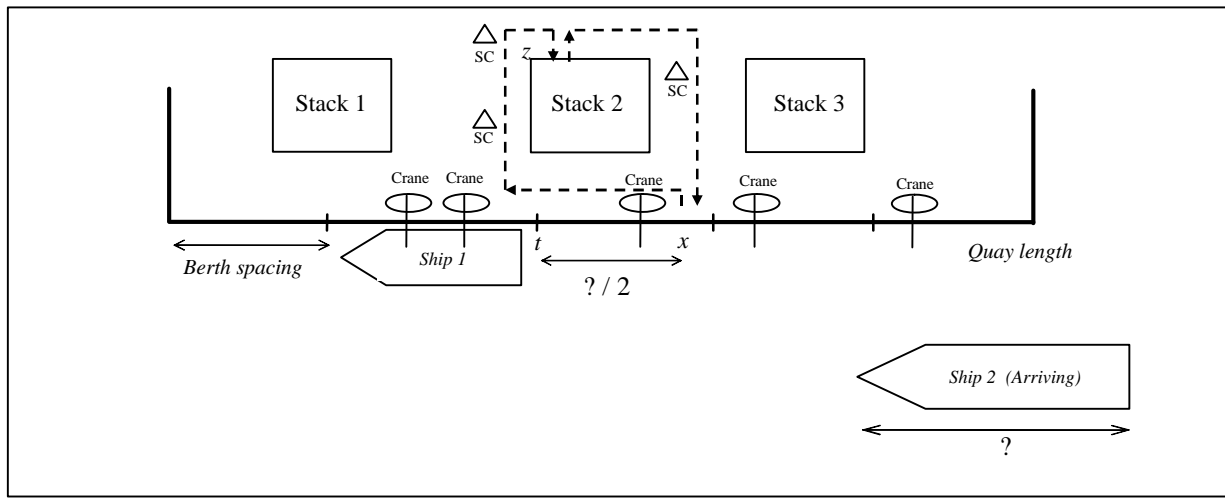 SC
z
SC
Stack 1
Stack 2
Stack 3
SC
Crane
Crane
Crane
Crane
Crane
t
x
Quay length
Berth spacing
Ship 1
? / 2
Ship 2 (Arriving)
?